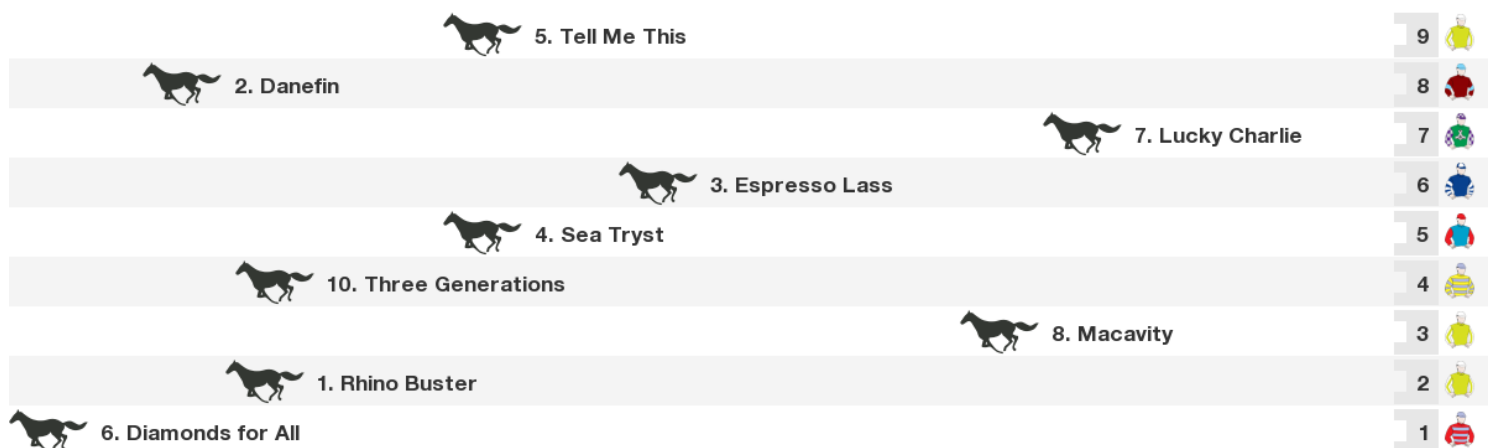 5. Tell Me This 9
2. Danefin 8
7. Lucky Charlie 7
3. Espresso Lass 6
4. Sea Tryst 5
10. Three Generations 4
8. Macavity 3
1. Rhino Buster 2
6. Diamonds for All 1